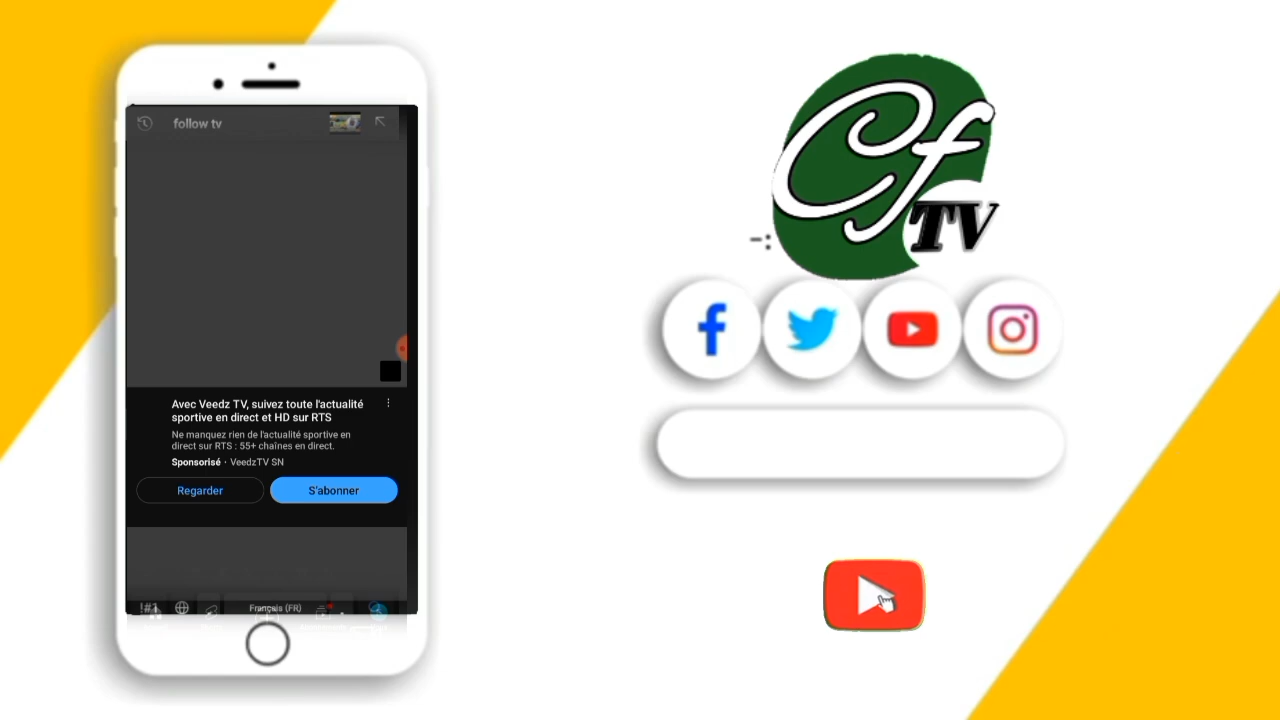 follow tv
Avec Veedz TV, suivez toute l'actualité
sportive en direct et HD sur RTS
Ne manquez rien de l'actualité sportive en
direct sur RTS : 55+ chaînes en direct.
Sponsorisé · VeedzTV SN
Regarder
S'abonner
!#1
Français (FR)
Cf
TV
–: